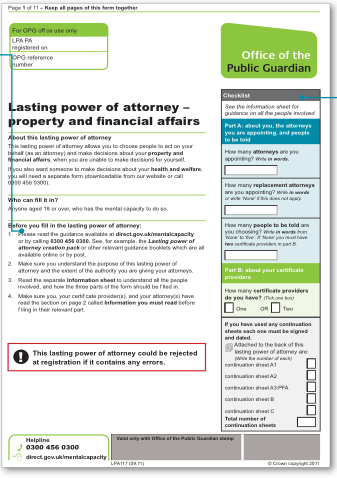 Page 1 of 11 – Keep all pages of this form together
For OPG office use only
LPA PA
registered on
OPG reference
number
Office of the
Public Guardian
Lasting power of attorney –
property and financial affairs
About this lasting power of attorney
This lasting power of attorney allows you to choose people to act on your
behalf (as an attorney) and make decisions about your property and
financial affairs, when you are unable to make decisions for yourself.
If you also want someone to make decisions about your health and welfare,
you will need a separate form (downloadable from our website or call
0300 456 0300).
Who can fill it in?
Anyone aged 18 or over, who has the mental capacity to do so.
Before you fill in the lasting power of attorney:
1. Please read the guidance available at direct.gov.uk/mentalcapacity
or by calling 0300 456 0300. See, for example, the Lasting power of
attorney creation pack or other relevant guidance booklets which are all
available online or by post.
2. Make sure you understand the purpose of this lasting power of
attorney and the extent of the authority you are giving your attorneys.
3. Read the separate Information sheet to understand all the people
involved, and how the three parts of the form should be filled in.
4. Make sure you, your certificate provider(s), and your attorney(s) have
read the section on page 2 called Information you must read before
filling in their relevant part.
This lasting power of attorney could be rejected
at registration if it contains any errors.
Helpline
0300 456 0300
direct.gov.uk/mentalcapacity
Checklist
See the information sheet for
guidance on all the people involved
Part A: about you, the attorneys
you are appointing, and people
to be told
How many attorneys are you
appointing? Write in words.
How many replacement attorneys
are you appointing? Write in words
or write 'None' if this does not apply.
How many people to be told are
you choosing? Write in words from
'None' to 'five'. If 'None' you must have
two certificate providers in part B.
Part B: about your certificate
providers
How many certificate providers
do you have? (Tick one box)
One OR Two
If you have used any continuation
sheets each one must be signed
and dated.
Attached to the back of this
lasting power of attorney are:
(Write the number of each)
continuation sheet A1
continuation sheet A2
continuation sheet A3:PFA
continuation sheet B
continuation sheet C
Total number of
continuation sheets
Valid only with Office of the Public Guardian stamp
LPA117 (09.11)
© Crown copyright 2011